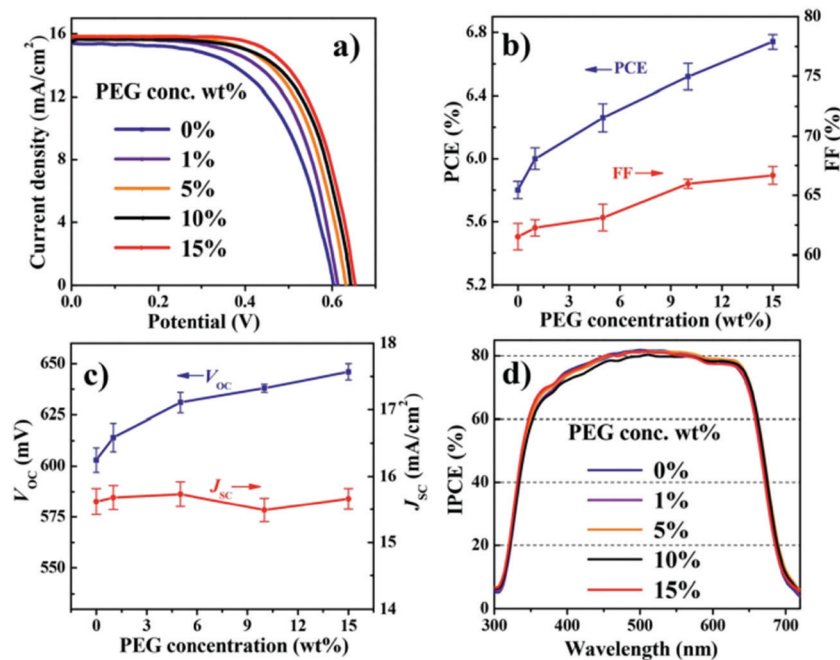 a)
Current density (mA/cm²)
16
12
8
4
0
PEG conc. wt%
0%
1%
5%
10%
15%
0.0 0.2 0.4 0.6
Potential (V)
b)
PCE (%)
6.8
6.4
6.0
5.6
5.2
PCE
FF
FF (%)
80
75
70
65
60
0 3 6 9 12 15
PEG concentration (wt%)
c)
V_OC (mV)
650
625
600
575
550
V_OC
J_SC
J_SC (mA/cm²)
18
17
16
15
14
0 3 6 9 12 15
PEG concentration (wt%)
d)
IPCE (%)
80
60
40
20
0
PEG conc. wt%
0%
1%
5%
10%
15%
300 400 500 600 700
Wavelength (nm)